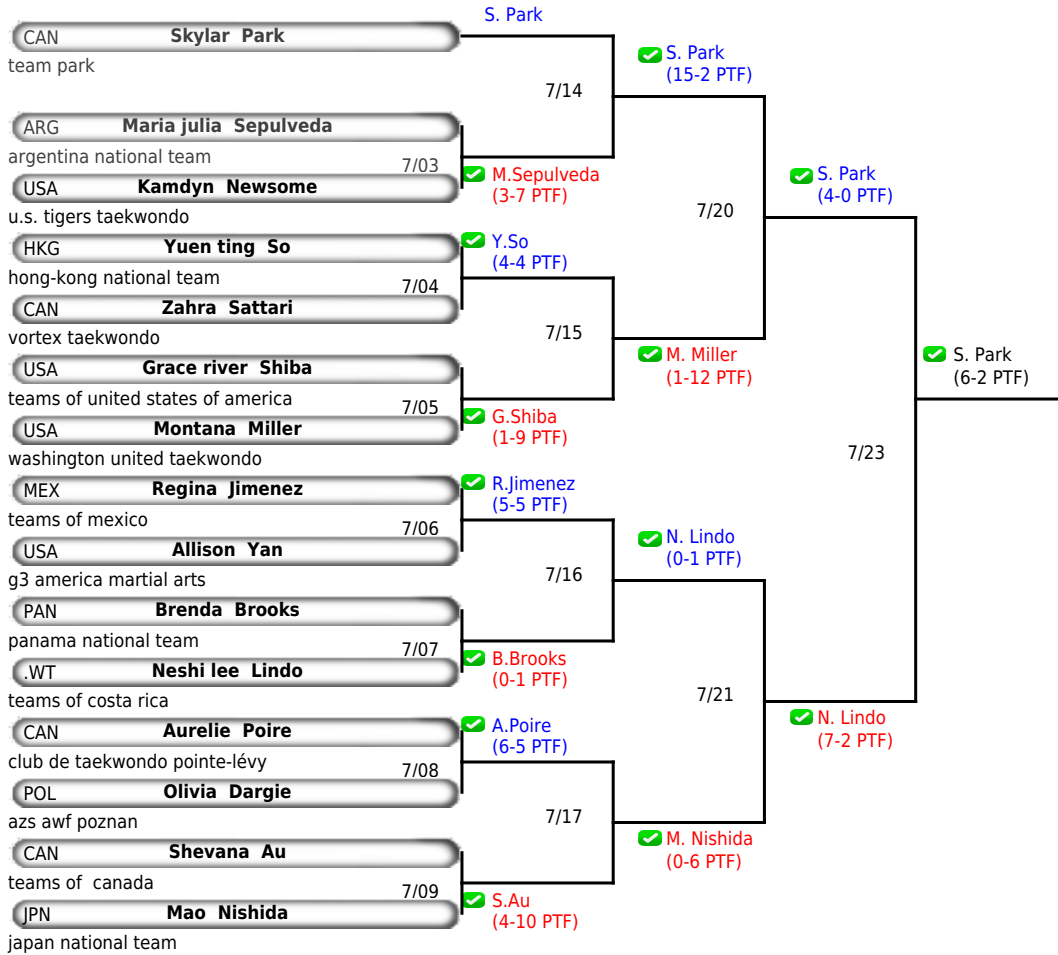 S. Park
CAN Skylar Park
team park
S. Park
(15-2 PTF)
7/14
ARG Maria julia Sepulveda
argentina national team
7/03
M.Sepulveda
(3-7 PTF)
USA Kamdyn Newsome
u.s. tigers taekwondo
S. Park
(4-0 PTF)
7/20
HKG Yuen ting So
hong-kong national team
Y.So
(4-4 PTF)
7/04
CAN Zahra Sattari
vortex taekwondo
7/15
M. Miller
(1-12 PTF)
USA Grace river Shiba
teams of united states of america
7/05
G.Shiba
(1-9 PTF)
USA Montana Miller
washington united taekwondo
S. Park
(6-2 PTF)
7/23
MEX Regina Jimenez
teams of mexico
R.Jimenez
(5-5 PTF)
7/06
USA Allison Yan
g3 america martial arts
N. Lindo
(0-1 PTF)
7/16
PAN Brenda Brooks
panama national team
7/07
B.Brooks
(0-1 PTF)
.WT Neshi lee Lindo
teams of costa rica
7/21
N. Lindo
(7-2 PTF)
CAN Aurelie Poire
club de taekwondo pointe-lévy
A.Poire
(6-5 PTF)
7/08
POL Olivia Dargie
azs awf poznan
7/17
M. Nishida
(0-6 PTF)
CAN Shevana Au
teams of canada
7/09
S.Au
(4-10 PTF)
JPN Mao Nishida
japan national team